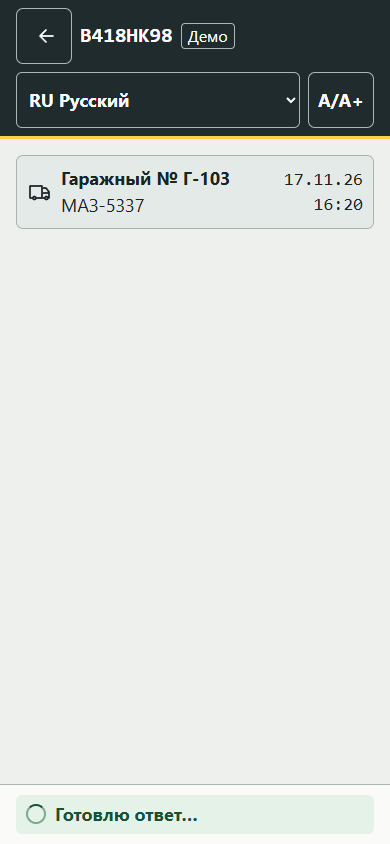 В418НК98 Демо
RU Русский
A/A+
Гаражный № Г-103
17.11.26
МАЗ-5337
16:20
Готовлю ответ...